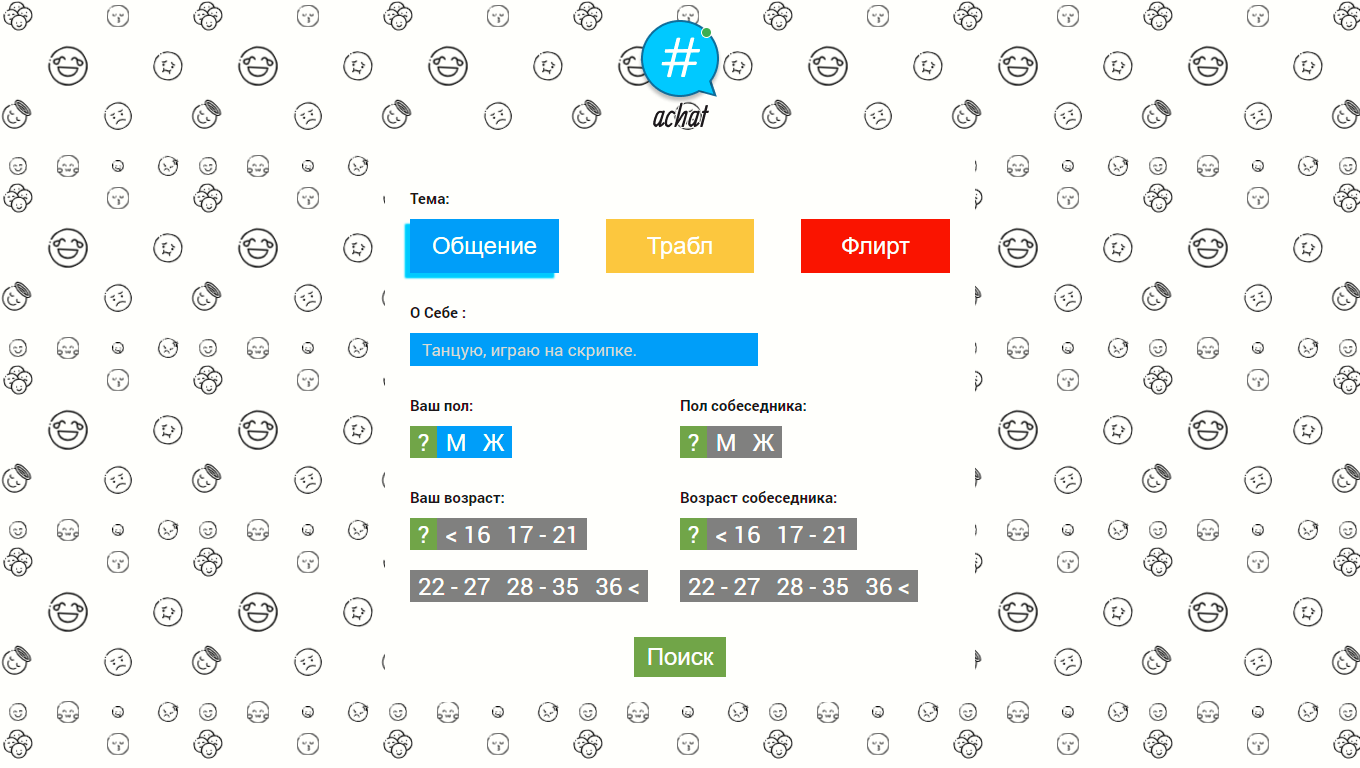 #
achat
Тема:
Общение Трабл Флирт
О Себе :
Танцую, играю на скрипке.
Ваш пол: Пол собеседника:
? М Ж ? М Ж
Ваш возраст: Возраст собеседника:
? < 16 17 - 21 ? < 16 17 - 21
22 - 27 28 - 35 36 < 22 - 27 28 - 35 36 <
Поиск